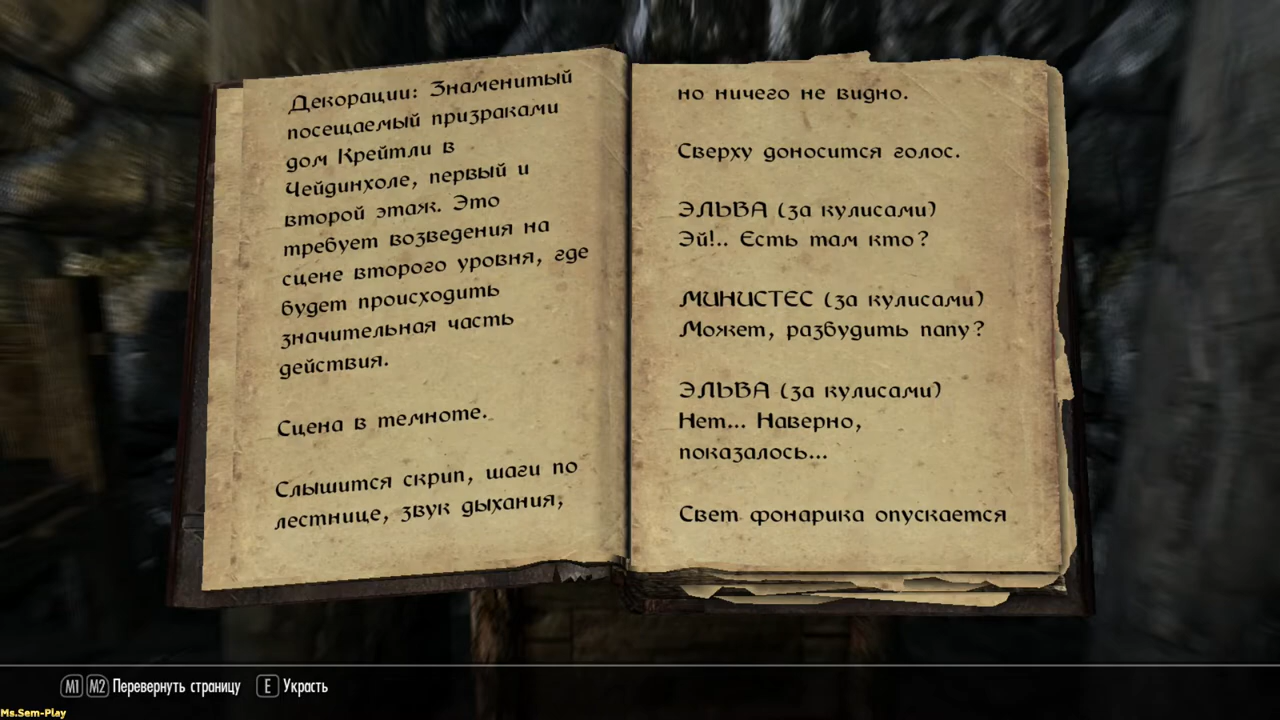 Декорации: Знаменитый
посещаемый призраками
дом Крейтли в
Чейдинхоле, первый и
второй этаж. Это
требует возведения на
сцене второго уровня, где
будет происходить
значительная часть
действия.
Сцена в темноте.
Слышится скрип, шаги по
лестнице, звук дыхания,
но ничего не видно.
Сверху доносится голос.
ЭЛЬВА (за кулисами)
Эй!.. Есть там кто?
МИНИСТЕС (за кулисами)
Может, разбудить папу?
ЭЛЬВА (за кулисами)
Нет... Наверно,
показалось...
Свет фонарика опускается
M1 M2 Перевернуть страницу E Украсть
Ms.Sem-Play